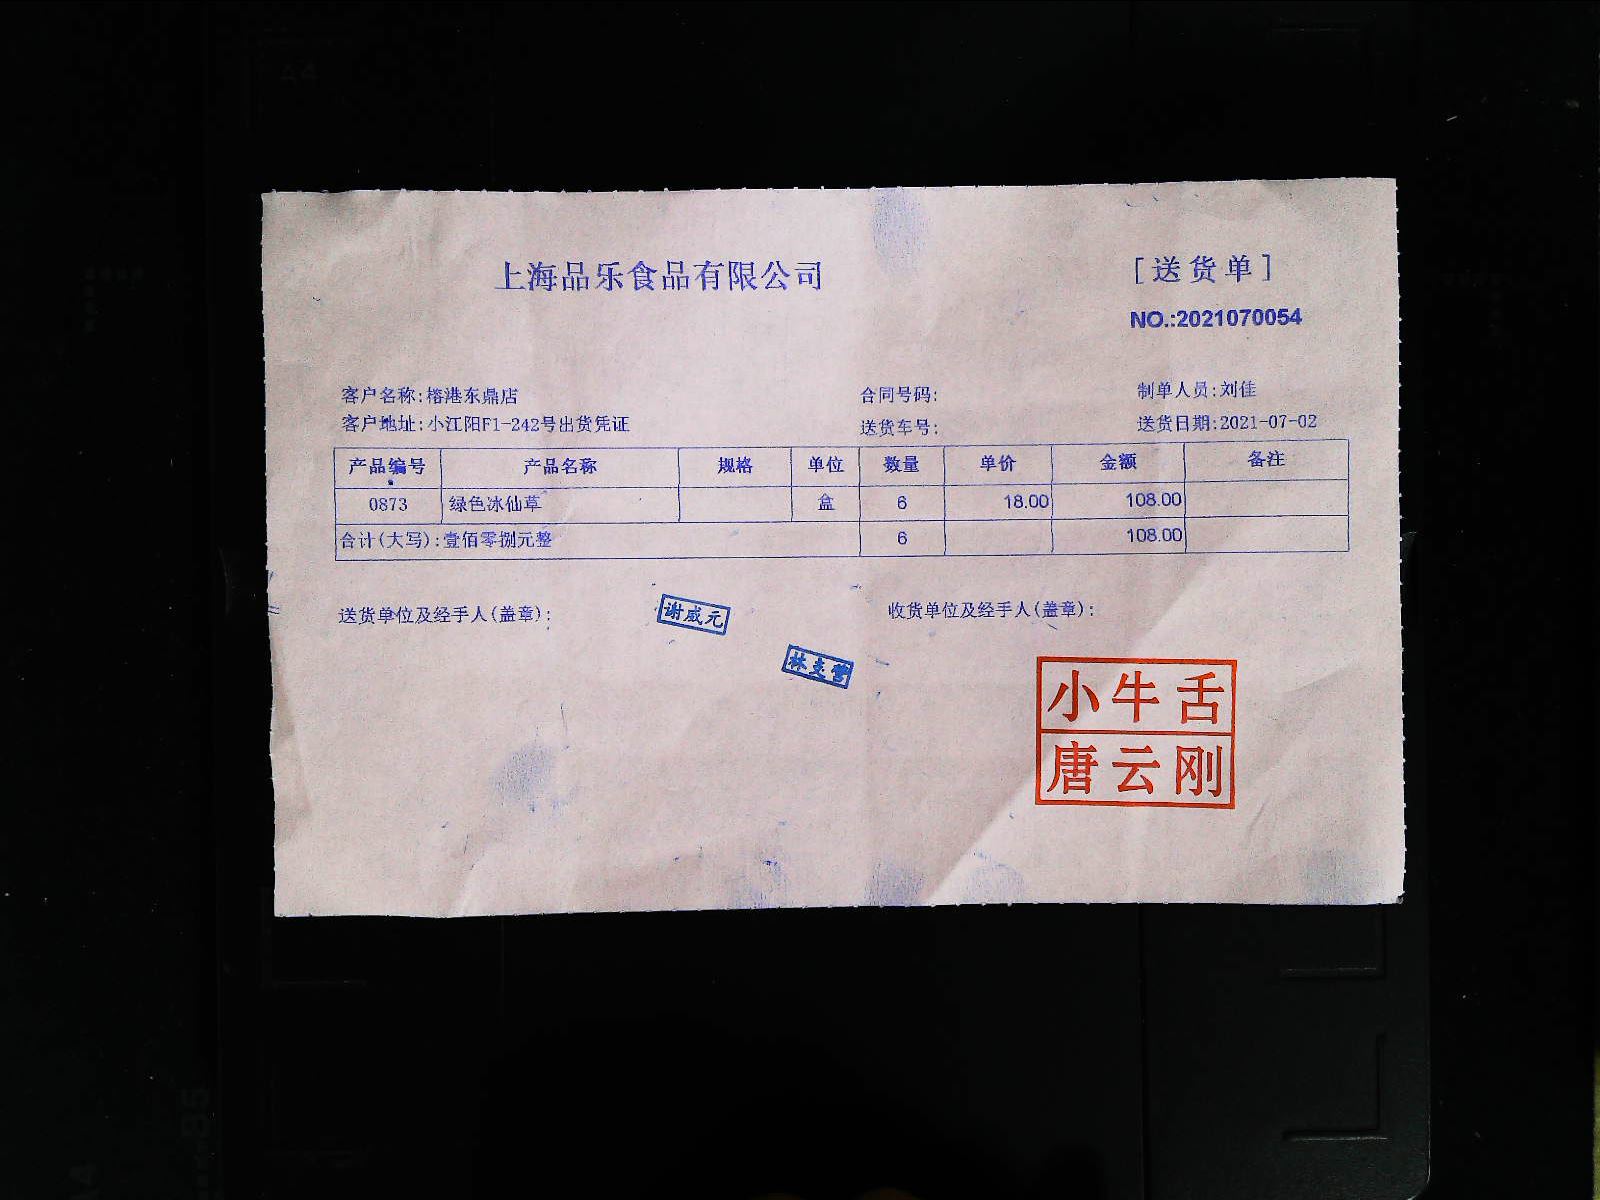 上海品乐食品有限公司
[送货单]
NO.:2021070054
客户名称:榕港东鼎店
合同号码:
制单人员:刘佳
客户地址:小江阳F1-242号出货凭证
送货车号:
送货日期:2021-07-02
产品编号 产品名称 规格 单位 数量 单价 金额 备注
0873 绿色冰仙草 盒 6 18.00 108.00
合计(大写):壹佰零捌元整 6 108.00
送货单位及经手人(盖章):
谢威元
收货单位及经手人(盖章):
小牛舌
唐云刚